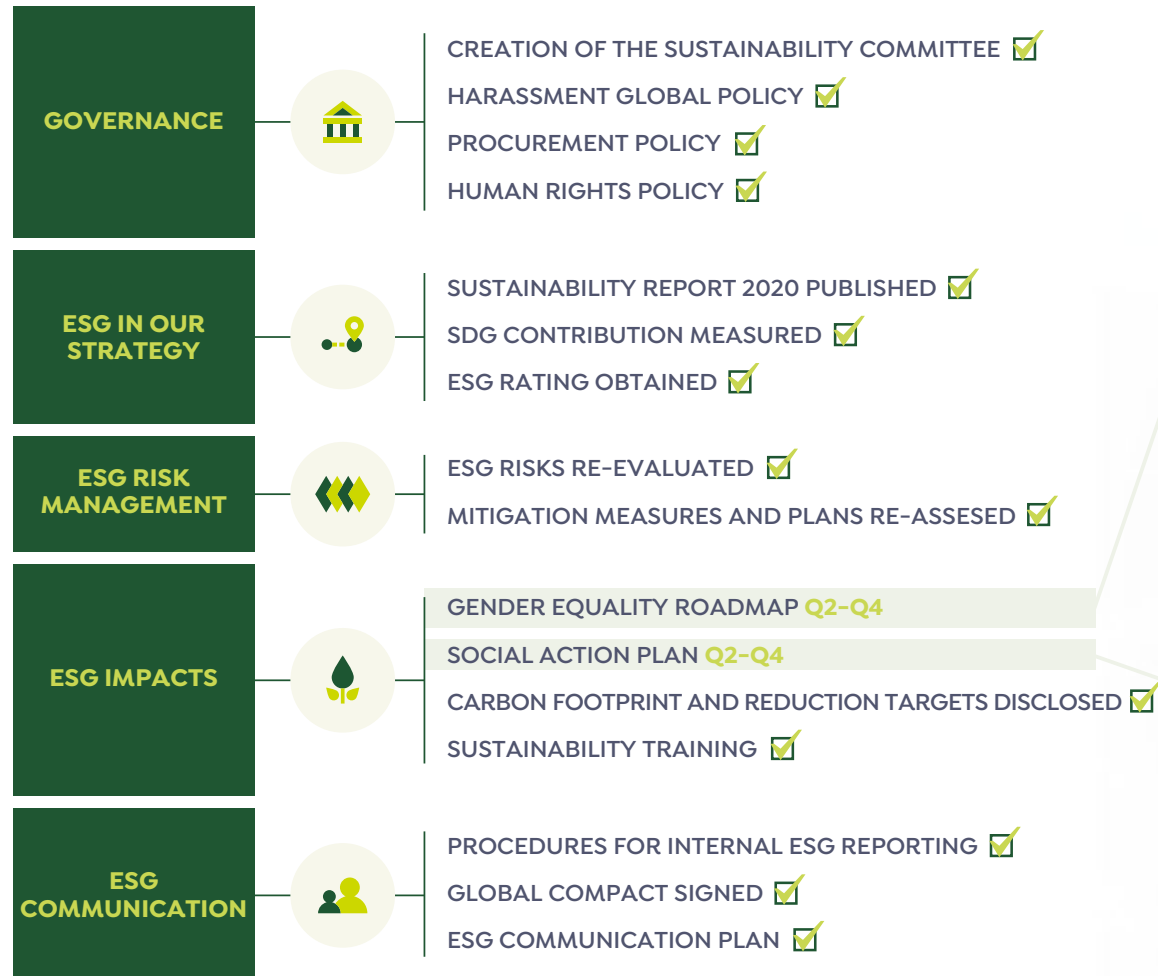 GOVERNANCE
CREATION OF THE SUSTAINABILITY COMMITTEE
HARASSMENT GLOBAL POLICY
PROCUREMENT POLICY
HUMAN RIGHTS POLICY
ESG IN OUR
STRATEGY
SUSTAINABILITY REPORT 2020 PUBLISHED
SDG CONTRIBUTION MEASURED
ESG RATING OBTAINED
ESG RISK
MANAGEMENT
ESG RISKS RE-EVALUATED
MITIGATION MEASURES AND PLANS RE-ASSESED
ESG IMPACTS
GENDER EQUALITY ROADMAP Q2-Q4
SOCIAL ACTION PLAN Q2-Q4
CARBON FOOTPRINT AND REDUCTION TARGETS DISCLOSED
SUSTAINABILITY TRAINING
ESG
COMMUNICATION
PROCEDURES FOR INTERNAL ESG REPORTING
GLOBAL COMPACT SIGNED
ESG COMMUNICATION PLAN